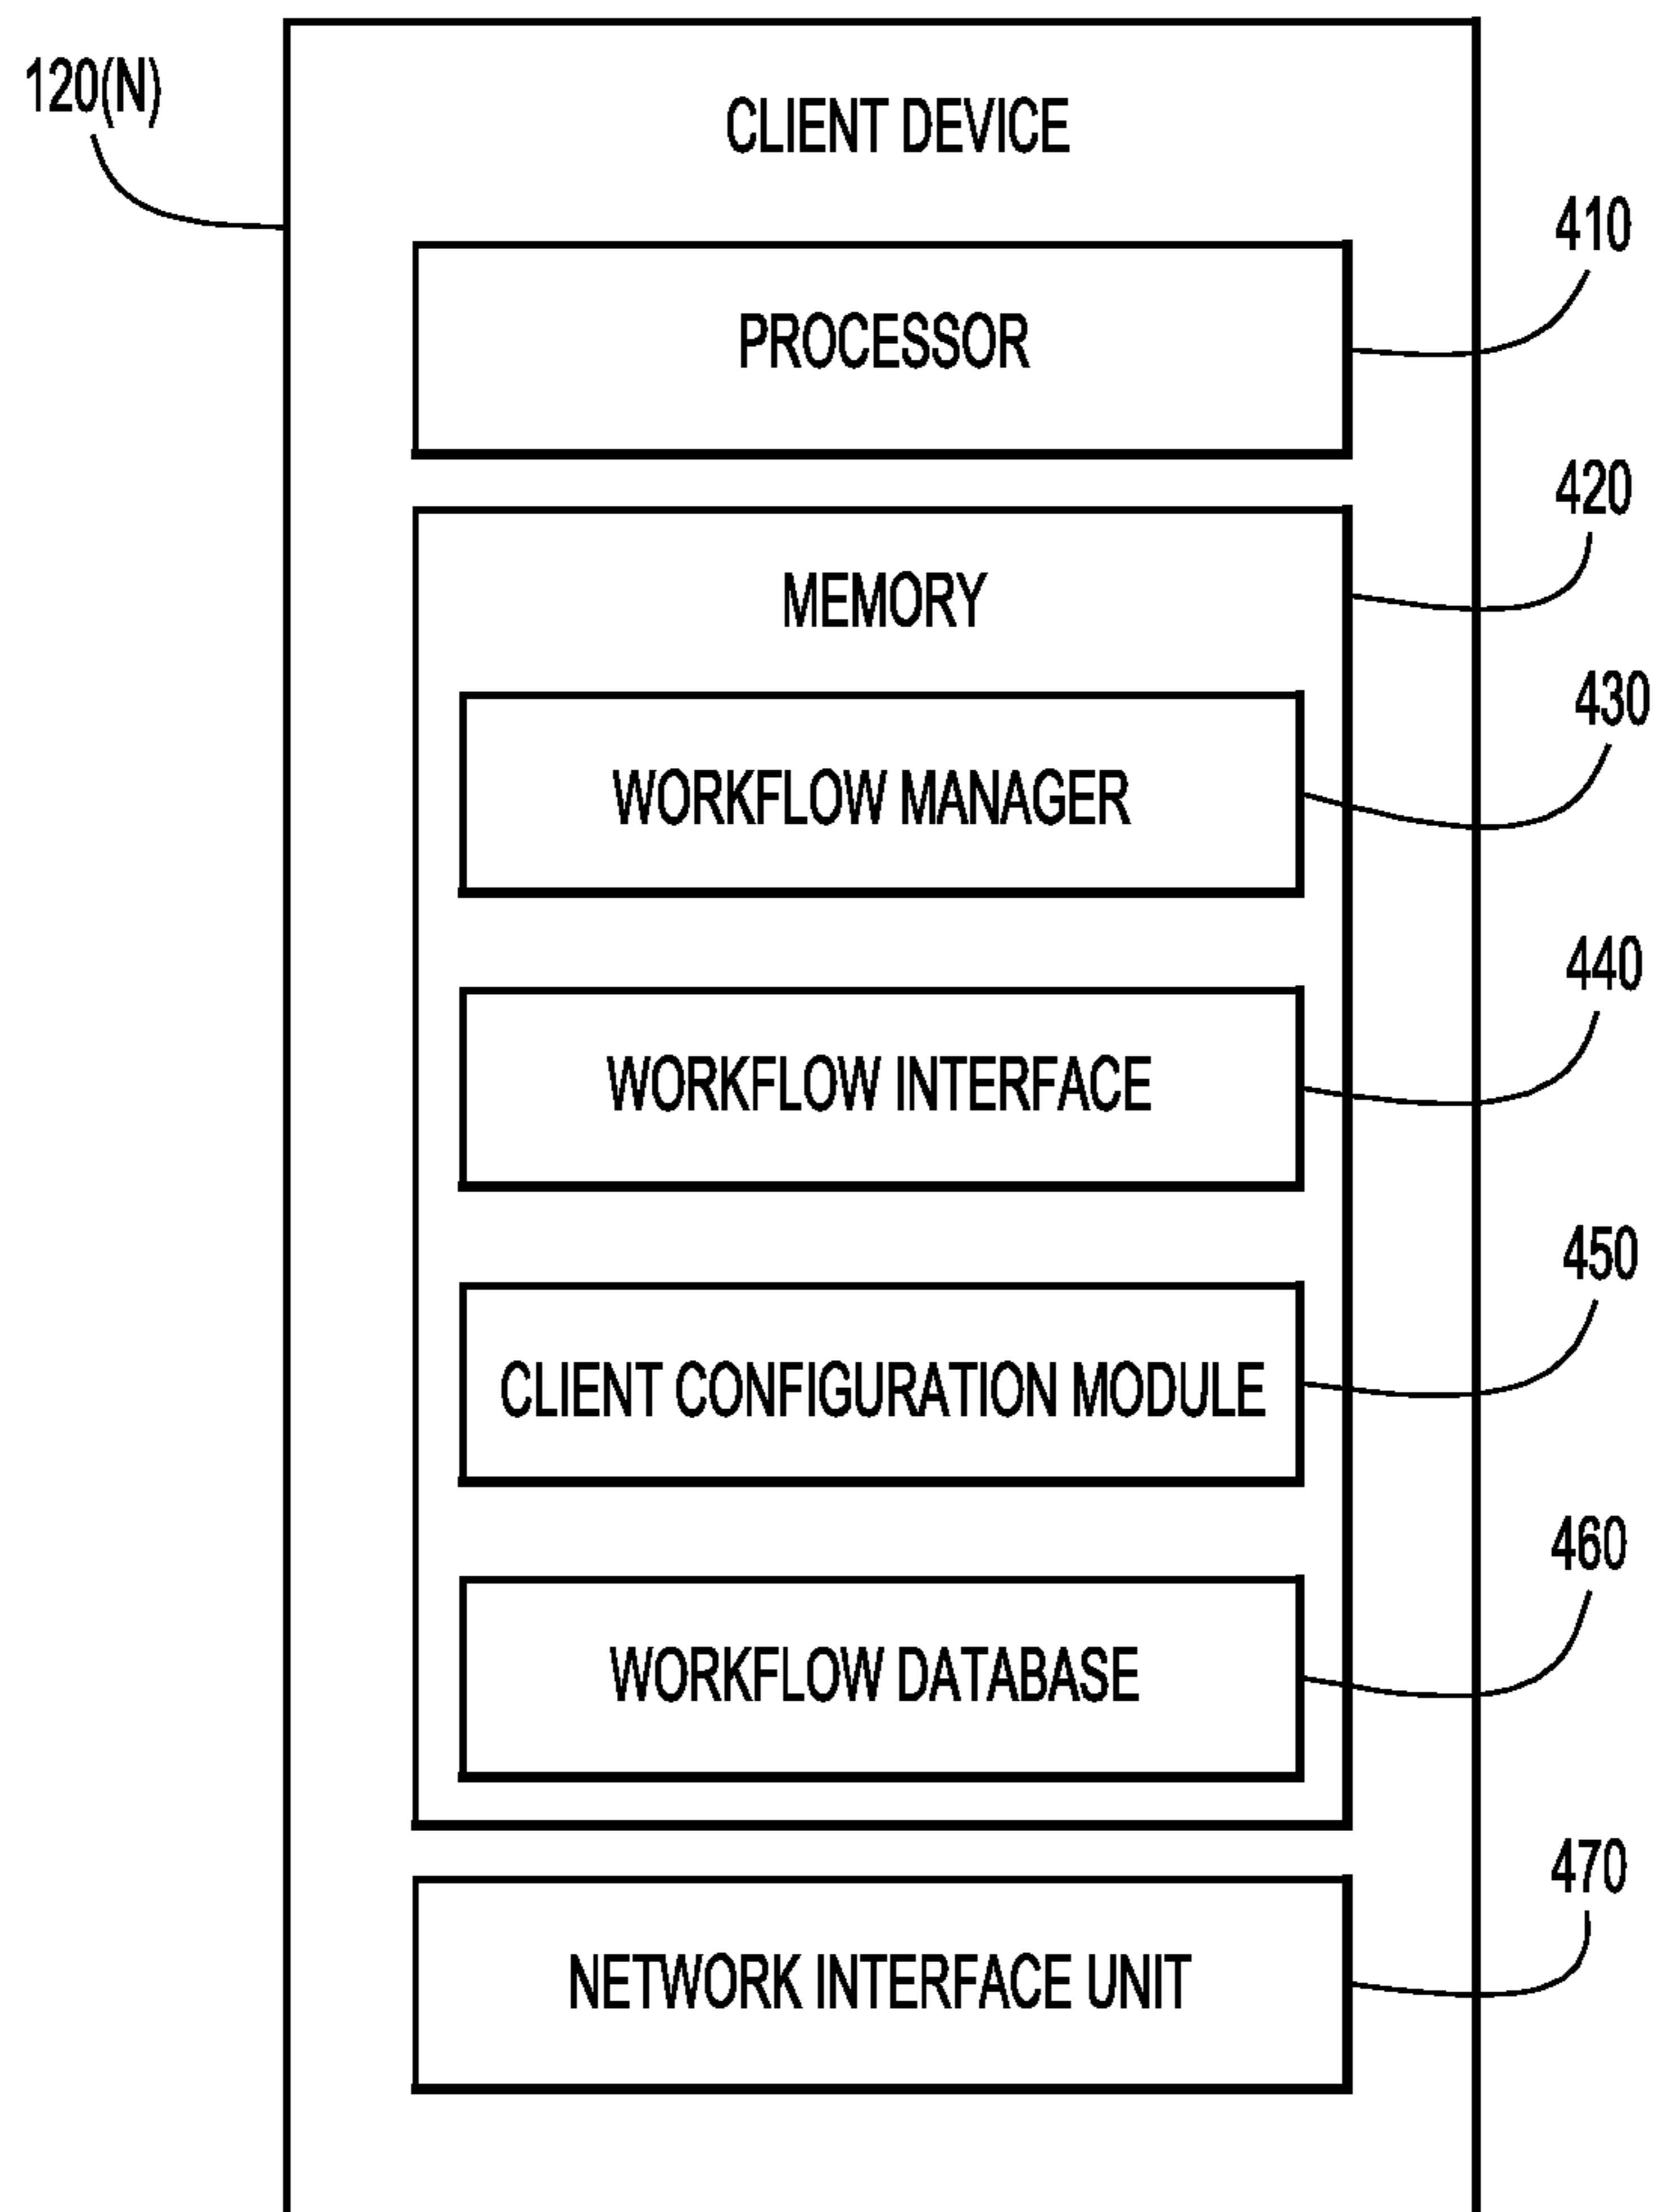 120(N)
CLIENT DEVICE
410
PROCESSOR
420
MEMORY
430
WORKFLOW MANAGER
440
WORKFLOW INTERFACE
450
CLIENT CONFIGURATION MODULE
460
WORKFLOW DATABASE
470
NETWORK INTERFACE UNIT